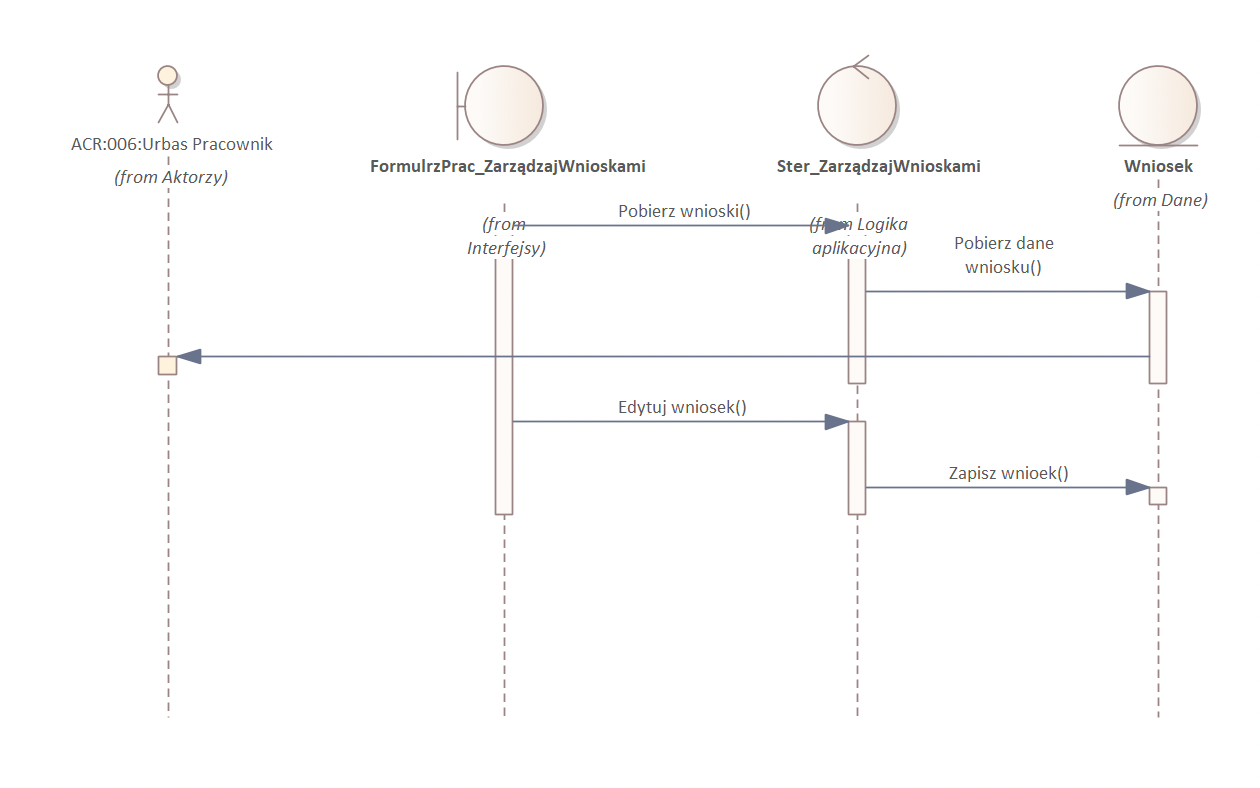 ACR:006:Urbas Pracownik
(from Aktorzy)
FormulrzPrac_ZarządzajWnioskami
(from
Interfejsy)
Ster_ZarządzajWnioskami
(from Logika
aplikacyjna)
Wniosek
(from Dane)
Pobierz wnioski()
Pobierz dane
wniosku()
Edytuj wniosek()
Zapisz wnioek()